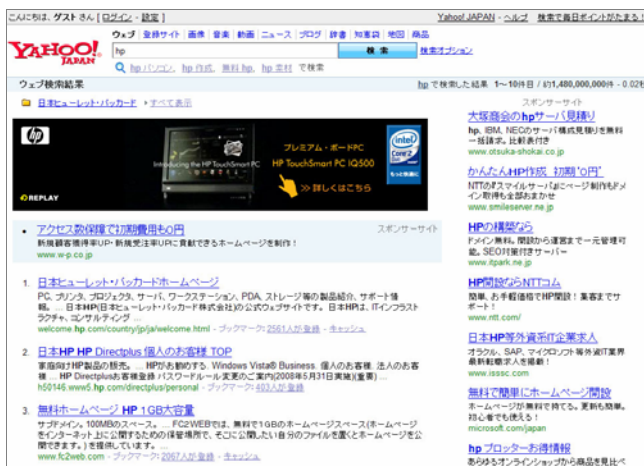 こんにちは、ゲスト さん [ ログイン - 設定 ]
Yahoo! JAPAN - ヘルプ 検索で毎日ポイントがたまる!
YAHOO! JAPAN
ウェブ | 登録サイト | 画像 | 音楽 | 動画 | ニュース | ブログ | 辞書 | 知恵袋 | 地図 | 商品
hp
検索
検索オプション
hp パソコン, hp 作成, 無料 hp, hp 素材 で検索
ウェブ検索結果
hp で検索した結果 1~10件目 / 約1,480,000,000件 - 0.02秒
日本ヒューレット・パッカード ▸ すべて表示
hp
Introducing the HP TouchSmart PC
REPLAY
プレミアム・ボードPC
HP TouchSmart PC IQ500
>> 詳しくはこちら
intel
Core 2 Duo
アクセス数保障で初期費用も0円
スポンサーサイト
新規顧客獲得率UP・新規受注率UPに貢献できるホームページを制作!
www.w-p.co.jp
1. 日本ヒューレット・パッカードホームページ
PC, プリンタ, プロジェクタ, サーバ, ワークステーション, PDA, ストレージ等の製品紹介, サポート情
報。 ... 日本HP(日本ヒューレット・パッカード株式会社)の公式ウェブサイトです。日本HPは、ITインフラスト
ラクチャ、コンサルティング ...
welcome.hp.com/country/jp/ja/welcome.html - ブックマーク: 2561人が登録 - キャッシュ
2. 日本HP HP Directplus 個人のお客様 TOP
家庭向けHP製品の販売。 ... HPがお勧めする. Windows Vista® Business. 個人のお客様. 法人のお客
様 ... HP Directplusお客様登録 パスワードルール変更のご案内(2008年5月31日実施)(重要) ...
h50146.www5.hp.com/directplus/personal - ブックマーク: 403人が登録
3. 無料ホームページ HP 1GB大容量
サブドメイン。100MBのスペース。 ... FC2WEBでは、無料で1GBのホームページスペース(ホームページ
をインターネット上に公開するための保管場所で、そこに公開したい自分のファイルを置くとホームページを公
開できます。)を提供しています。 ...
www.fc2web.com - ブックマーク: 2067人が登録 - キャッシュ
スポンサーサイト
大塚商会のhpサーバ見積り
hp, IBM, NECのサーバ構成見積りを無料
一括請求。比較表付き
www.otsuka-shokai.co.jp
かんたんHP作成 初期"0円"
NTTの『スマイルサーバ』はページ制作もドメ
イン取得も全部おまかせ
www.smileserver.ne.jp
HPの構築なら
ドメイン無料。開設から運営まで一元管理可
能。SEO対策付きサーバー
www.itpark.ne.jp
HP開設ならNTTコム
簡単、お手軽価格でHP開設!集客までサ
ポート!
www.ntt.com/
日本HP等外資系IT企業求人
オラクル、SAP、マイクロソフト等外資IT業界
最新転職求人を掲載!
www.isssc.com
無料で簡単にホームページ開設
ホームページが無料で持てる。更新も簡単。
初心者でも使える!
microsoft.com/japan
hp プロッターお得情報
あらゆるオンラインショップから商品を見比べ